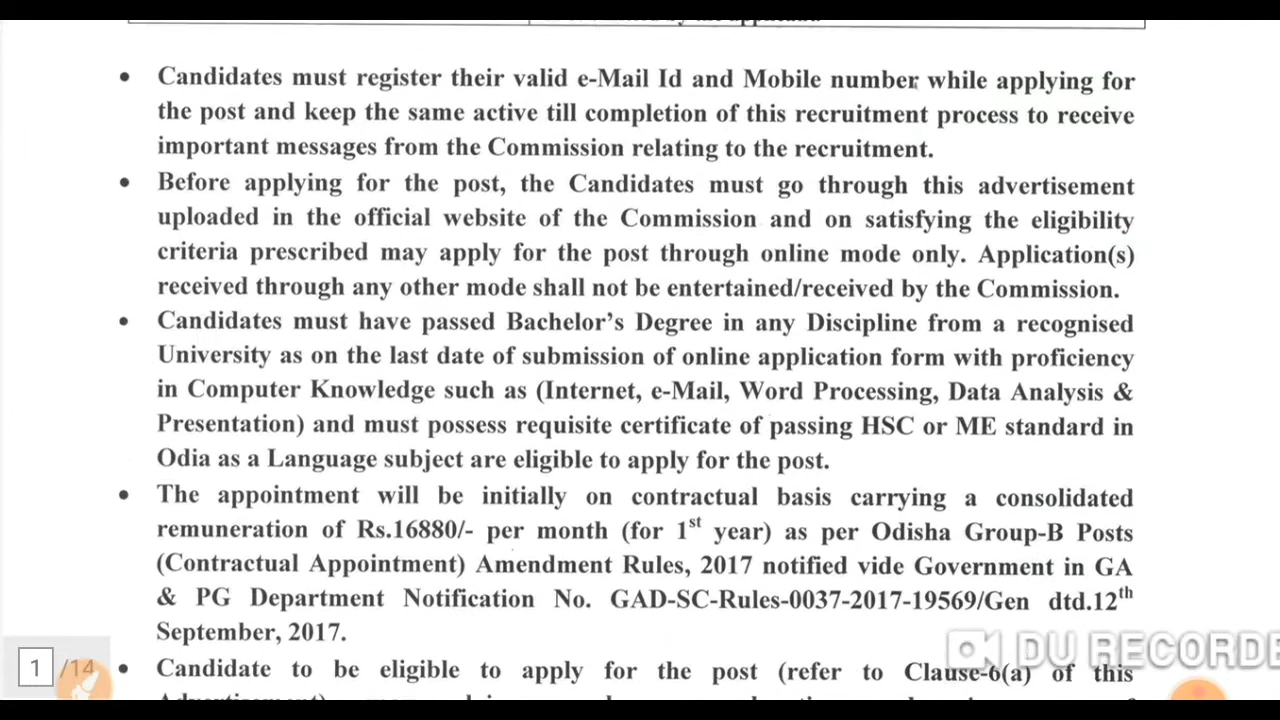 • Candidates must register their valid e-Mail Id and Mobile number while applying for
the post and keep the same active till completion of this recruitment process to receive
important messages from the Commission relating to the recruitment.
• Before applying for the post, the Candidates must go through this advertisement
uploaded in the official website of the Commission and on satisfying the eligibility
criteria prescribed may apply for the post through online mode only. Application(s)
received through any other mode shall not be entertained/received by the Commission.
• Candidates must have passed Bachelor's Degree in any Discipline from a recognised
University as on the last date of submission of online application form with proficiency
in Computer Knowledge such as (Internet, e-Mail, Word Processing, Data Analysis &
Presentation) and must possess requisite certificate of passing HSC or ME standard in
Odia as a Language subject are eligible to apply for the post.
• The appointment will be initially on contractual basis carrying a consolidated
remuneration of Rs.16880/- per month (for 1st year) as per Odisha Group-B Posts
(Contractual Appointment) Amendment Rules, 2017 notified vide Government in GA
& PG Department Notification No. GAD-SC-Rules-0037-2017-19569/Gen dtd.12th
September, 2017.
• Candidate to be eligible to apply for the post (refer to Clause-6(a) of this
1 /14
DU RECORDE